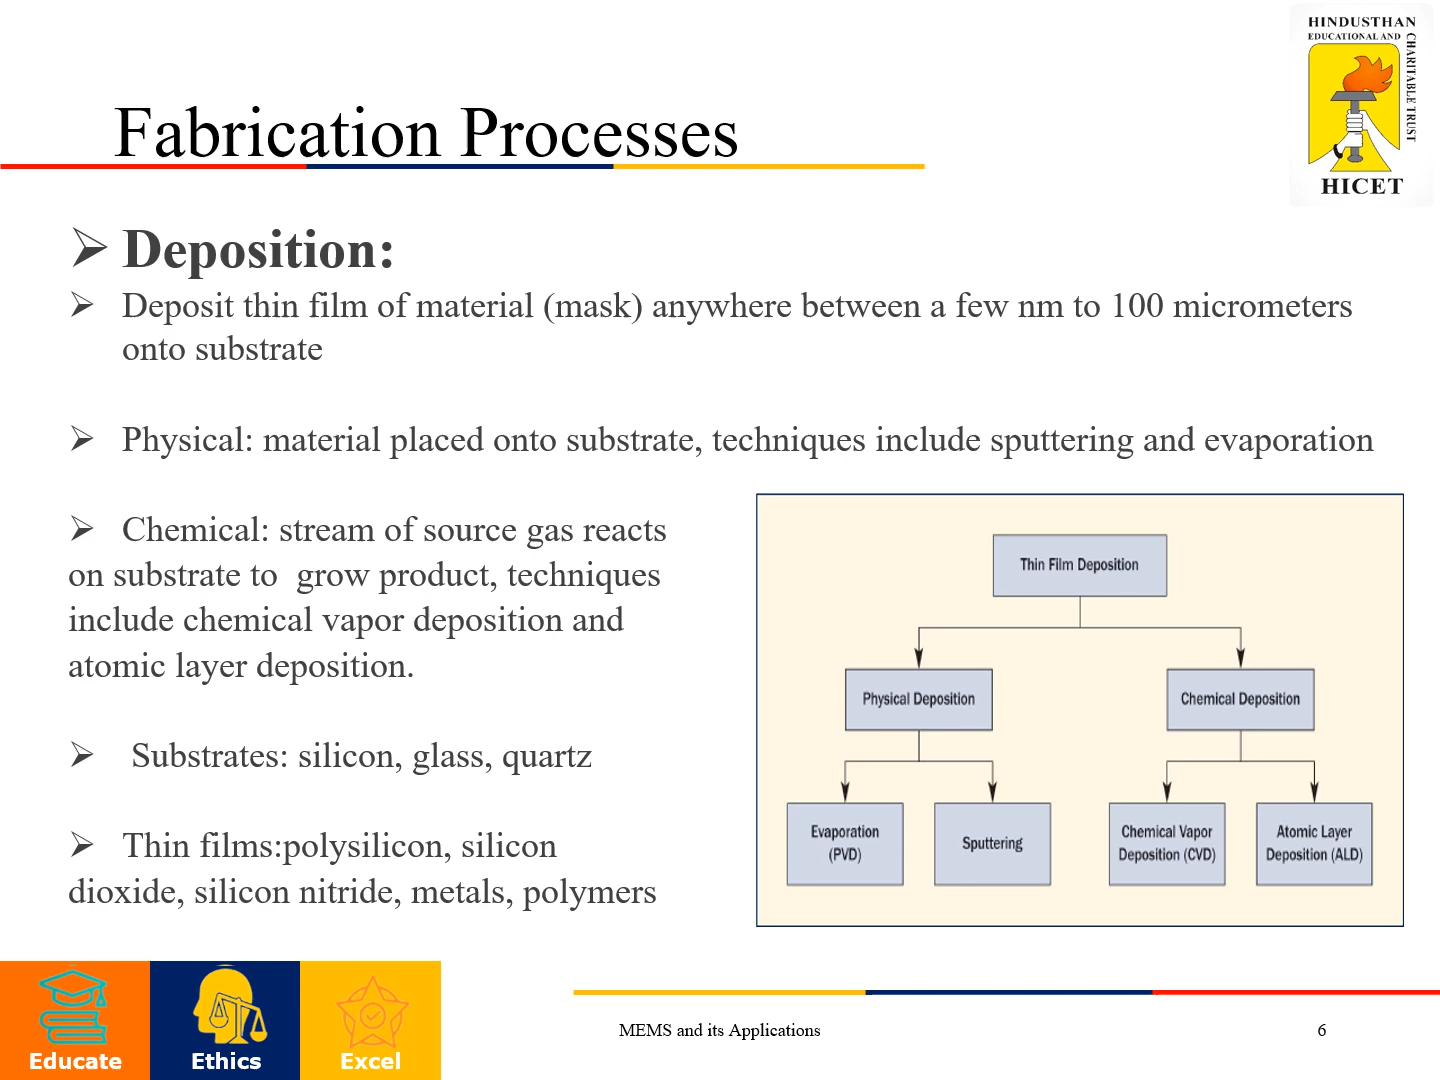 HINDUSTHAN
EDUCATIONAL AND
CHARITABLE TRUST
HICET
Fabrication Processes
➢ Deposition:
➢ Deposit thin film of material (mask) anywhere between a few nm to 100 micrometers
onto substrate
➢ Physical: material placed onto substrate, techniques include sputtering and evaporation
➢ Chemical: stream of source gas reacts
on substrate to  grow product, techniques
include chemical vapor deposition and
atomic layer deposition.
➢ Substrates: silicon, glass, quartz
➢ Thin films:polysilicon, silicon
dioxide, silicon nitride, metals, polymers
Thin Film Deposition
Physical Deposition
Chemical Deposition
Evaporation
(PVD)
Sputtering
Chemical Vapor
Deposition (CVD)
Atomic Layer
Deposition (ALD)
Educate
Ethics
Excel
MEMS and its Applications
6